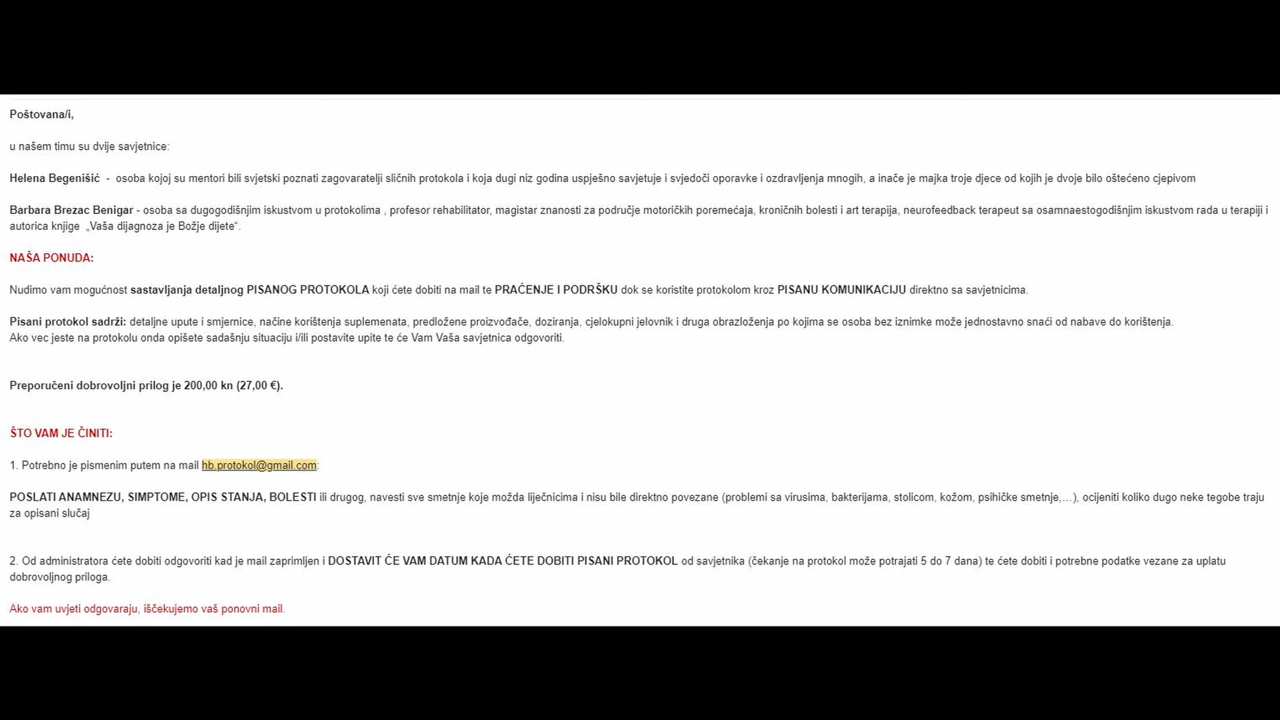 Poštovana/i,
u našem timu su dvije savjetnice:
Helena Begenišić - osoba kojoj su mentori bili svjetski poznati zagovaratelji sličnih protokola i koja dugi niz godina uspješno savjetuje i svjedoči oporavke i ozdravljenja mnogih, a inače je majka troje djece od kojih je dvoje bilo oštećeno cjepivom
Barbara Brezac Benigar - osoba sa dugogodišnjim iskustvom u protokolima , profesor rehabilitator, magistar znanosti za područje motoričkih poremećaja, kroničnih bolesti i art terapija, neurofeedback terapeut sa osamnaestogodišnjim iskustvom rada u terapiji i
autorica knjige „Vaša dijagnoza je Božje dijete“.
NAŠA PONUDA:
Nudimo vam mogućnost sastavljanja detaljnog PISANOG PROTOKOLA koji ćete dobiti na mail te PRAĆENJE I PODRŠKU dok se koristite protokolom kroz PISANU KOMUNIKACIJU direktno sa savjetnicima.
Pisani protokol sadrži: detaljne upute i smjernice, načine korištenja suplemenata, predložene proizvođače, doziranja, cjelokupni jelovnik i druga obrazloženja po kojima se osoba bez iznimke može jednostavno snaći od nabave do korištenja.
Ako vec jeste na protokolu onda opišete sadašnju situaciju i/ili postavite upite te će Vam Vaša savjetnica odgovoriti.
Preporučeni dobrovoljni prilog je 200,00 kn (27,00 €).
ŠTO VAM JE ČINITI:
1. Potrebno je pismenim putem na mail hb.protokol@gmail.com:
POSLATI ANAMNEZU, SIMPTOME, OPIS STANJA, BOLESTI ili drugog, navesti sve smetnje koje možda liječnicima i nisu bile direktno povezane (problemi sa virusima, bakterijama, stolicom, kožom, psihičke smetnje,...), ocijeniti koliko dugo neke tegobe traju
za opisani slučaj
2. Od administratora ćete dobiti odgovoriti kad je mail zaprimljen i DOSTAVIT ĆE VAM DATUM KADA ĆETE DOBITI PISANI PROTOKOL od savjetnika (čekanje na protokol može potrajati 5 do 7 dana) te ćete dobiti i potrebne podatke vezane za uplatu
dobrovoljnog priloga.
Ako vam uvjeti odgovaraju, iščekujemo vaš ponovni mail.